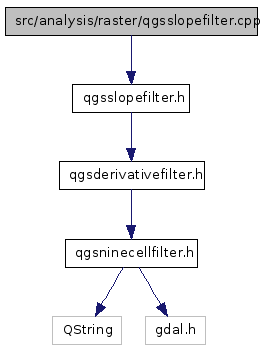 src/analysis/raster/qgsslopefilter.cpp
qgsslopefilter.h
qgsderivativefilter.h
qgsninecellfilter.h
QString
gdal.h